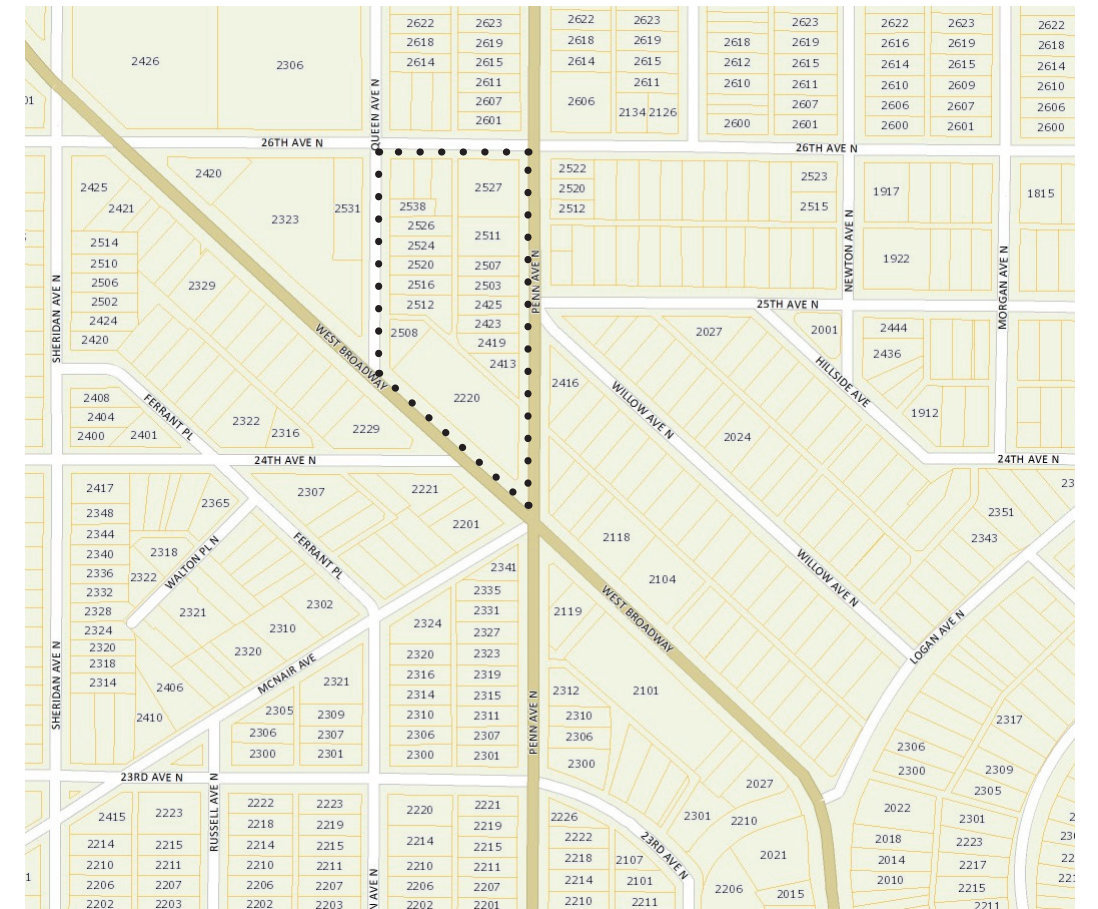 2622 2623 2622 2623 2623 2622 2623 2622
2618 2619 2618 2619 2618 2619 2616 2619 2618
2614 2615 2614 2615 2612 2615 2614 2615 2614
2426 2306 2611 2611 2610 2611 2610 2609 2610
01 2607 2606 2134 2126 2607 2606 2607 2606
2601 2600 2601 2600 2601 2600
QUEEN AVE N
26TH AVE N 26TH AVE N
2420 2522 2523
2425 2527 2520 1917 1815
2421 2323 2531 2538 2512 2515
2526
2514 2524 2511
2510 2520 2507 1922
2506 2329 2516 2503
2502 2512 2425
SHERIDAN AVE N
PENN AVE N
NEWTON AVE N
MORGAN AVE N
25TH AVE N
2424 2508 2423 2027 2001 2444
2420 2419 2436
WEST BROADWAY
2413
HILLSIDE AVE
2416
WILLOW AVE N
2408 2220 1912
2404 FERRANT PL 2322
2400 2401 2316 2229 2024
24TH AVE N 24TH AVE N
2417 2307 2221 23
2348 2365 2351
2344 2201 2343
2340 2318 FERRANT PL 2118
2336 2322 WALTON PL N 2341 2104
2332 2335 WILLOW AVE N
2328 2321 2302 2331 2119 WEST BROADWAY
2324 2310 2324 2327
2320 2320 2320 2323 LOGAN AVE N
2318 MCNAIR AVE
2314 2406 2321 2316 2319 2312 2101
SHERIDAN AVE N
2410 2305 2309 2314 2315 2310 2317
2306 2307 2310 2311 2306
PENN AVE N
2300 2301 2306 2307 2300 2306
2300 2301 2300 2309
23RD AVE N 2027 2305
RUSSELL AVE N
2415 2223 2222 2223 2220 2221 2226 2301 2210 2022 2301 2
2214 2215 2218 2219 2214 2219 2222 23RD AVE N 2018 2223 230
2210 2211 2214 2215 2215 2218 2107 2021 2014 2217 22
1 2206 2207 2210 2211 2210 2211 2214 2101 2206 2015 2010 2215 221
2202 2203 2206 2207 2206 2207 2210 2211 2211
2202 2203 N AVE N 2202 2201